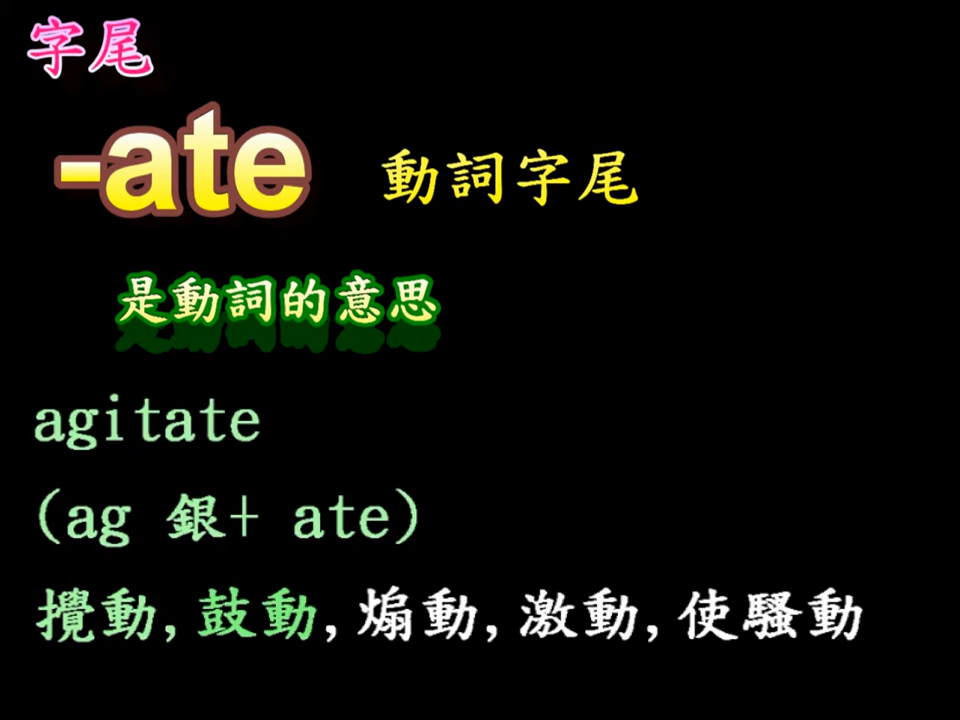 字尾
-ate 動詞字尾
是動詞的意思
agitate
(ag 銀+ ate)
攪動,鼓動,煽動,激動,使騷動